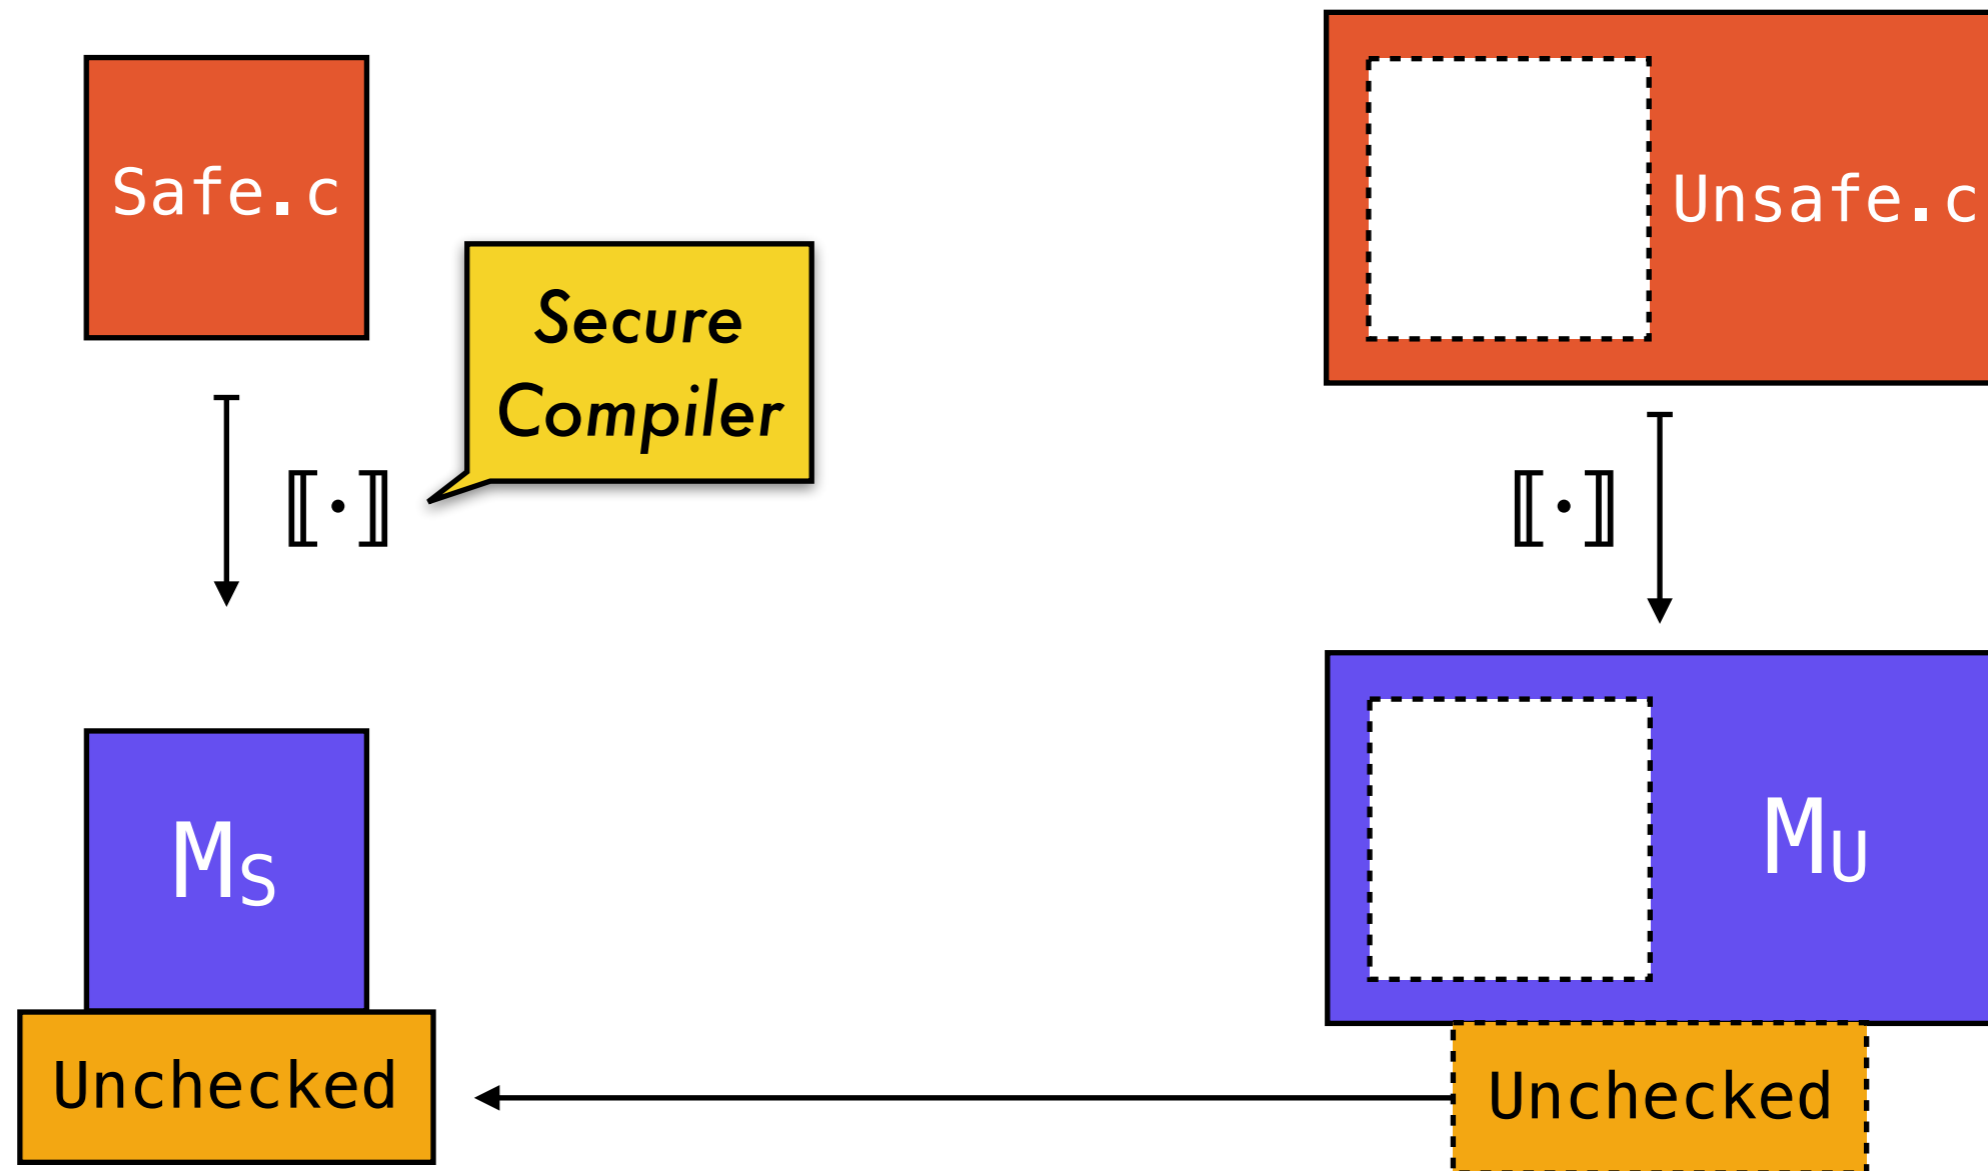 Safe.c
Unsafe.c
Secure
Compiler
⟦·⟧
⟦·⟧
MS
MU
Unchecked
Unchecked